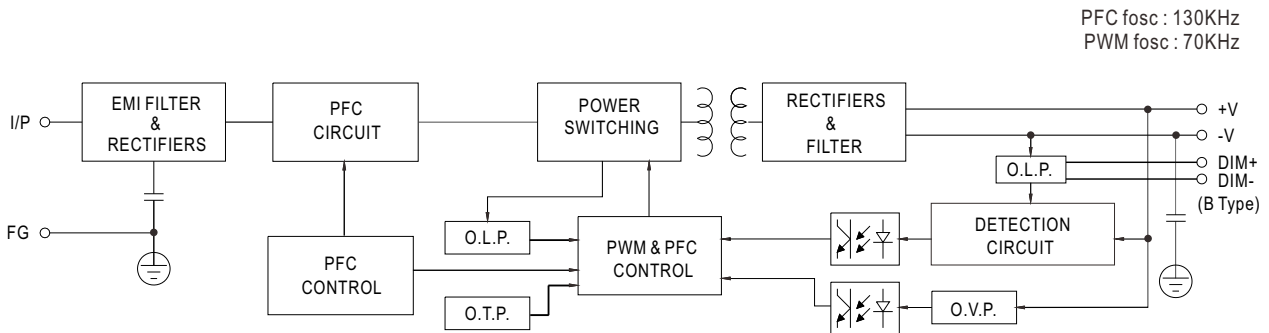 PFC fosc : 130KHz
PWM fosc : 70KHz
I/P
EMI FILTER
&
RECTIFIERS
PFC
CIRCUIT
POWER
SWITCHING
RECTIFIERS
&
FILTER
+V
-V
DIM+
DIM-
(B Type)
O.L.P.
FG
PFC
CONTROL
O.L.P.
O.T.P.
PWM & PFC
CONTROL
DETECTION
CIRCUIT
O.V.P.